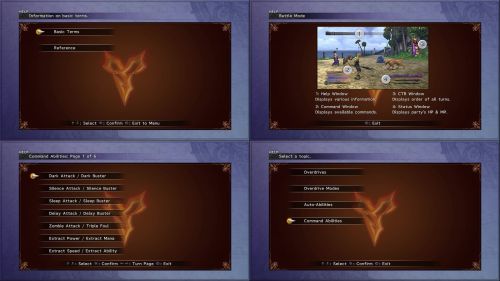 HELP
Information on basic terms.
Basic Terms
Reference
: Select : Confirm : Exit to Menu
HELP
Battle Mode
1: Help Window
Displays various information.
2: Command Window
Displays available commands.
3: CTB Window
Displays order of all turns.
4: Status Window
Displays party's HP & MP.
: Exit
HELP
Command Abilities: Page 1 of 6
Dark Attack / Dark Buster
Silence Attack / Silence Buster
Sleep Attack / Sleep Buster
Delay Attack / Delay Buster
Zombie Attack / Triple Foul
Extract Power / Extract Mana
Extract Speed / Extract Ability
: Select : Confirm : Turn Page : Exit
HELP
Select a topic.
Overdrives
Overdrive Modes
Auto-Abilities
Command Abilities
: Select : Confirm : Exit